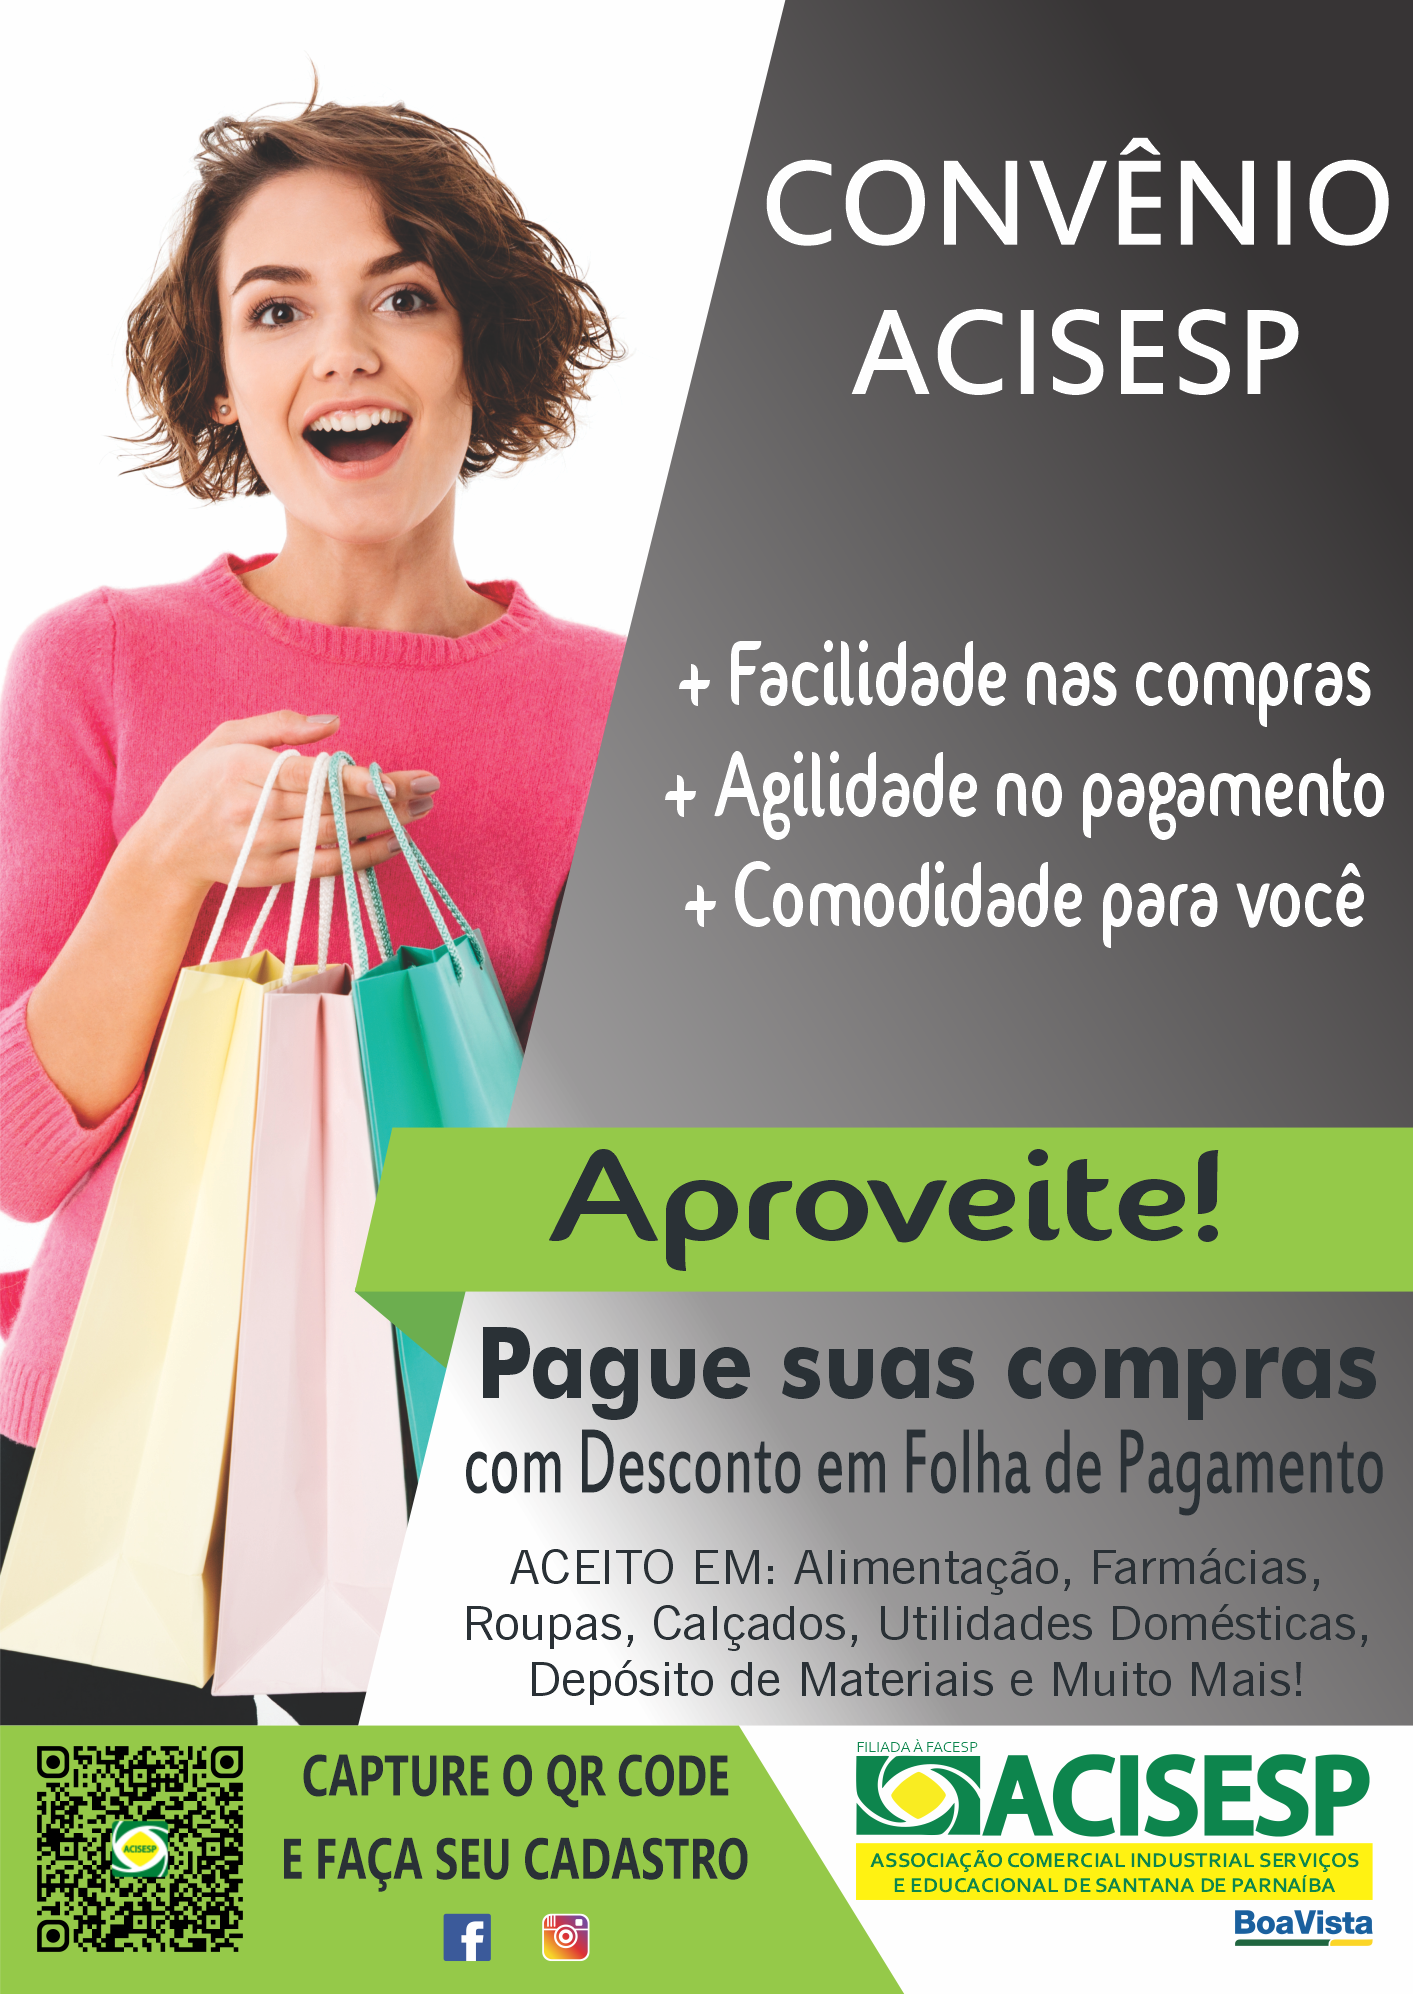 CONVÊNIO
ACISESP
+ Facilidade nas compras
+ Agilidade no pagamento
+ Comodidade para você
Aproveite!
Pague suas compras
com Desconto em Folha de Pagamento
ACEITO EM: Alimentação, Farmácias,
Roupas, Calçados, Utilidades Domésticas,
Depósito de Materiais e Muito Mais!
ACISESP
CAPTURE O QR CODE
E FAÇA SEU CADASTRO
FILIADA À FACESP
ACISESP
ASSOCIAÇÃO COMERCIAL INDUSTRIAL SERVIÇOS
E EDUCACIONAL DE SANTANA DE PARNAÍBA
BoaVista